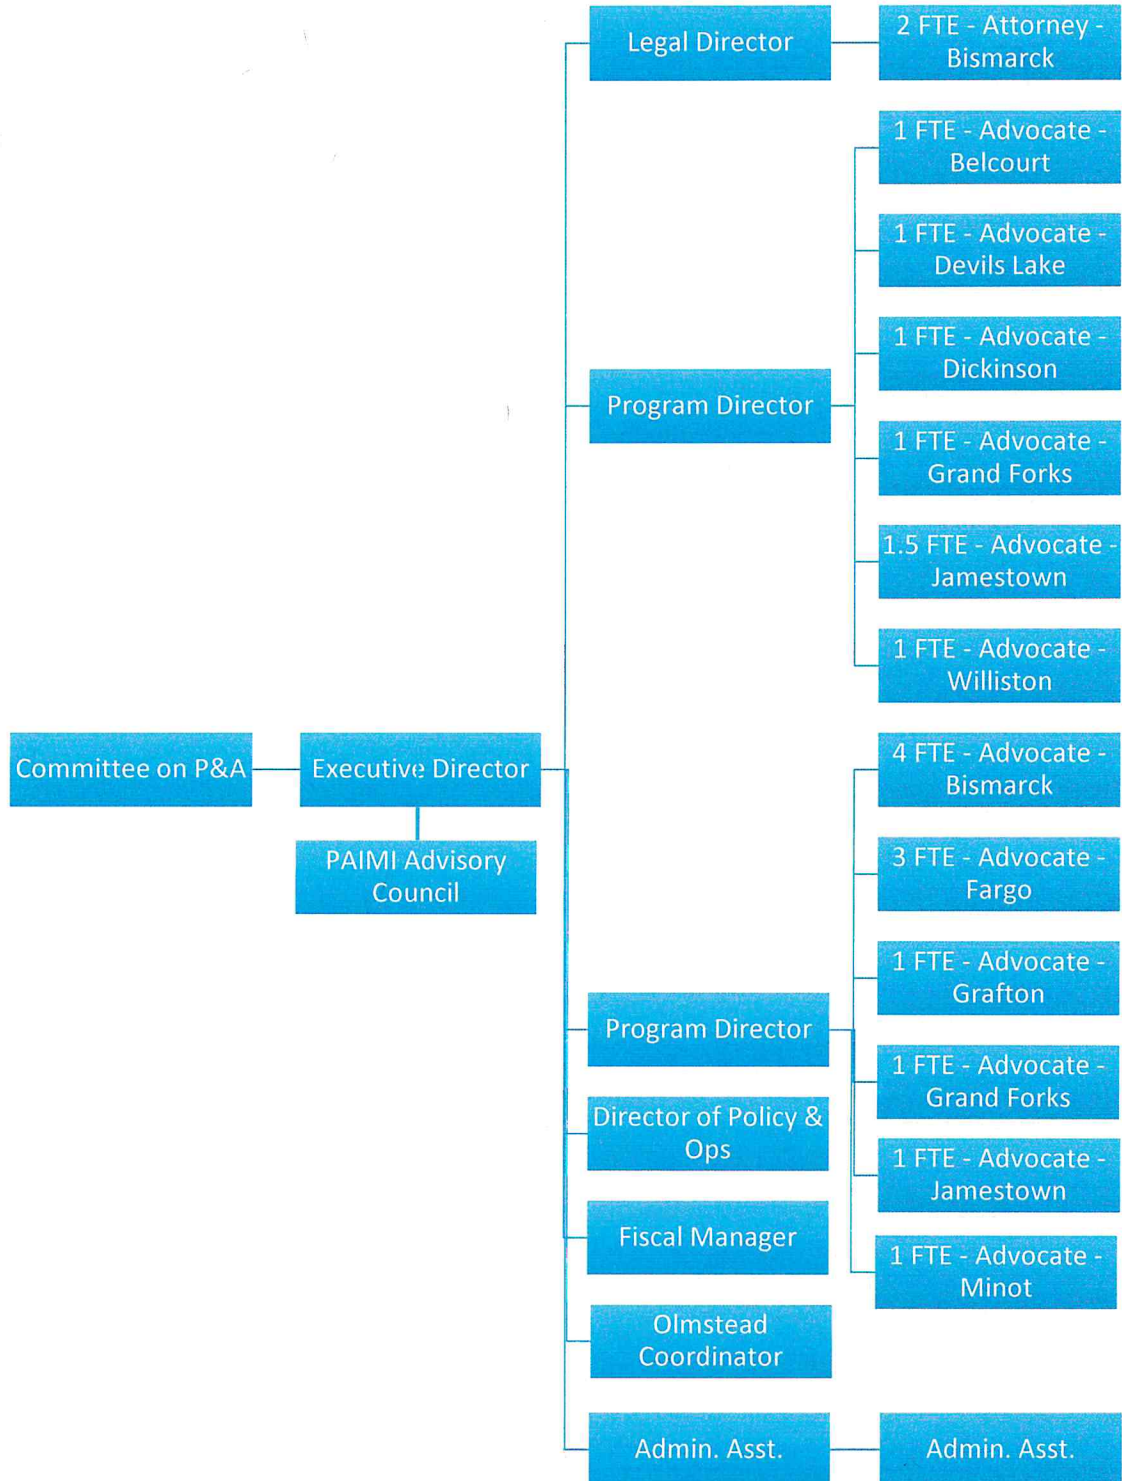 Legal Director
2 FTE - Attorney -
Bismarck
1 FTE - Advocate -
Belcourt
1 FTE - Advocate -
Devils Lake
1 FTE - Advocate -
Dickinson
Program Director
1 FTE - Advocate -
Grand Forks
1.5 FTE - Advocate -
Jamestown
1 FTE - Advocate -
Williston
Committee on P&A
Executive Director
PAIMI Advisory
Council
4 FTE - Advocate -
Bismarck
3 FTE - Advocate -
Fargo
1 FTE - Advocate -
Grafton
Program Director
1 FTE - Advocate -
Grand Forks
1 FTE - Advocate -
Jamestown
1 FTE - Advocate -
Minot
Director of Policy &
Ops
Fiscal Manager
Olmstead
Coordinator
Admin. Asst.
Admin. Asst.